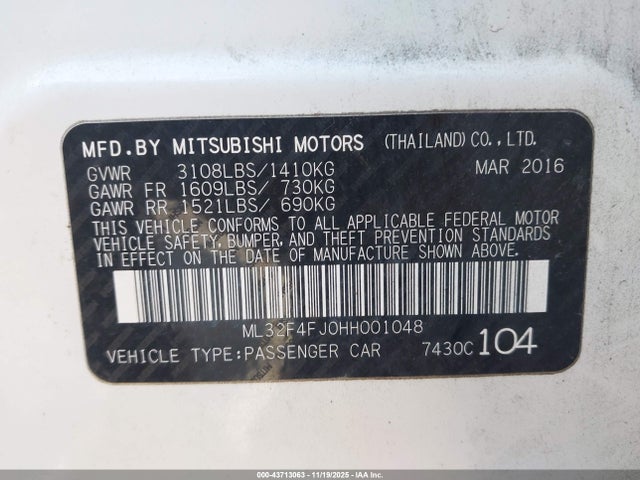 MFD.BY MITSUBISHI MOTORS (THAILAND) CO.,LTD.
GVWR 3108LBS/1410KG MAR 2016
GAWR FR 1609LBS/ 730KG
GAWR RR 1521LBS/ 690KG
THIS VEHICLE CONFORMS TO ALL APPLICABLE FEDERAL MOTOR
VEHICLE SAFETY, BUMPER, AND THEFT PREVENTION STANDARDS
IN EFFECT ON THE DATE OF MANUFACTURE SHOWN ABOVE.
ML32F4FJ0HH001048
VEHICLE TYPE;PASSENGER CAR 7430C 104
000-43713063 - 11/19/2025 - IAAI.COM